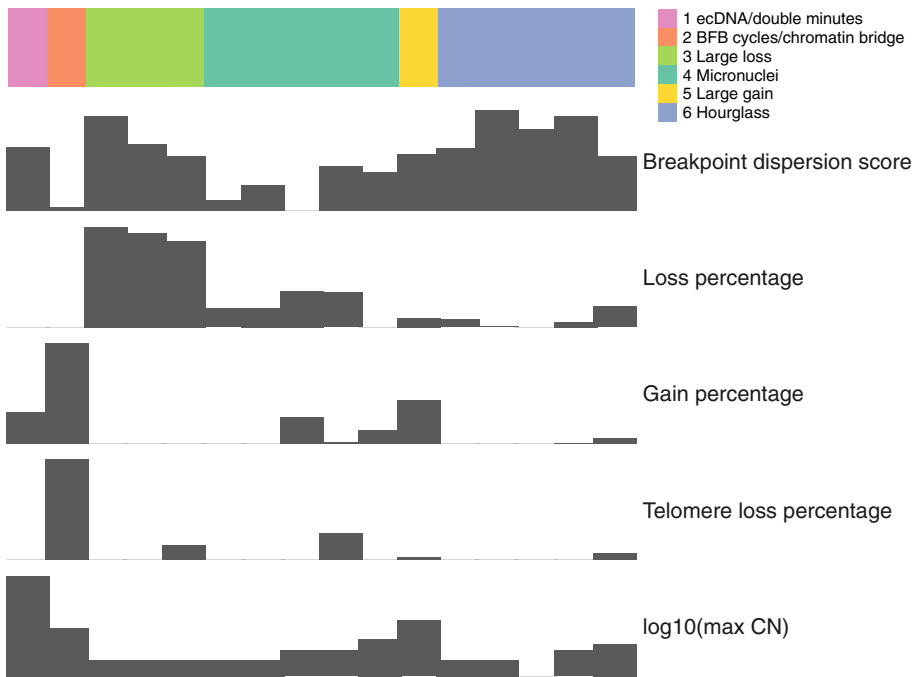 1 ecDNA/double minutes
2 BFB cycles/chromatin bridge
3 Large loss
4 Micronuclei
5 Large gain
6 Hourglass
Breakpoint dispersion score
Loss percentage
Gain percentage
Telomere loss percentage
log10(max CN)